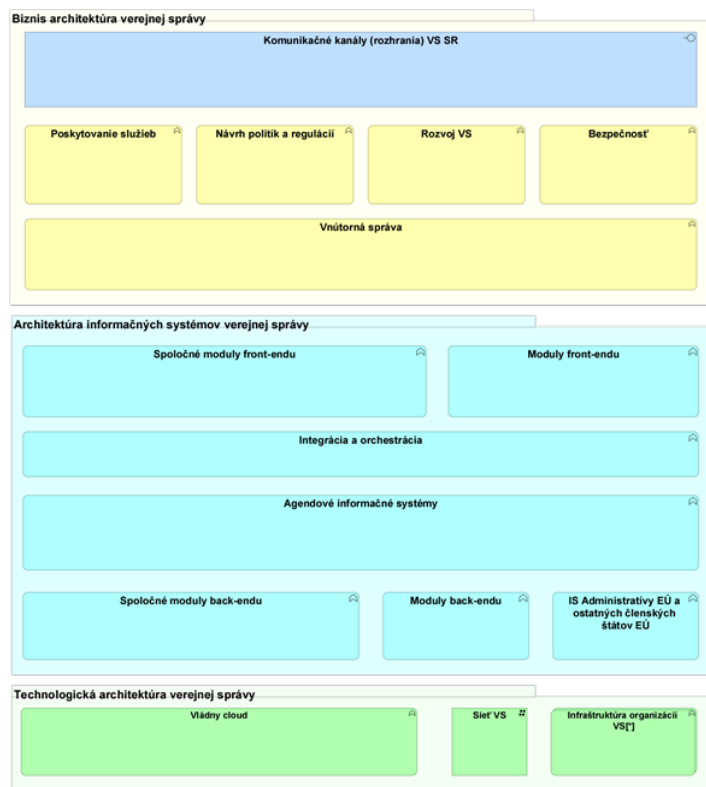 Biznis architektúra verejnej správy
Komunikačné kanály (rozhrania) VS SR
Poskytovanie služieb
Návrh politík a regulácií
Rozvoj VS
Bezpečnosť
Vnútorná správa
Architektúra informačných systémov verejnej správy
Spoločné moduly front-endu
Moduly front-endu
Integrácia a orchestrácia
Agendové informačné systémy
Spoločné moduly back-endu
Moduly back-endu
IS Administratívy EÚ a
ostatných členských
štátov EÚ
Technologická architektúra verejnej správy
Vládny cloud
Sieť VS
Infraštruktúra organizácií
VS[*]